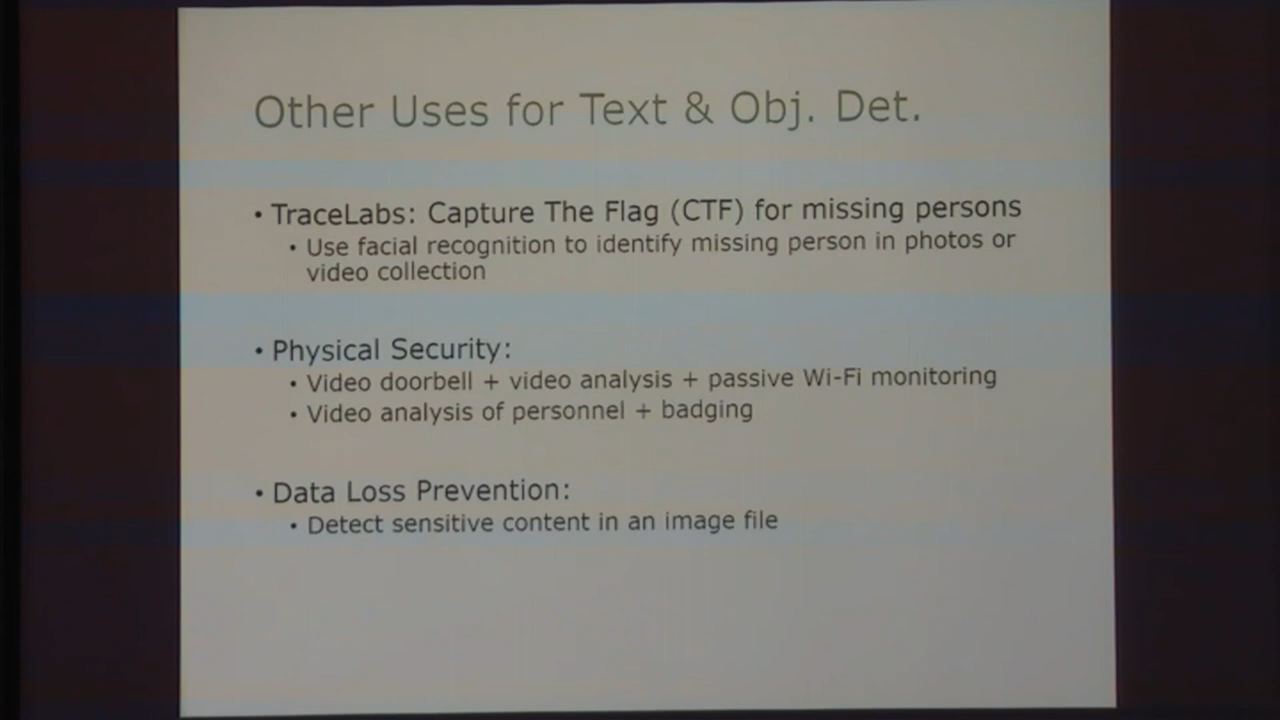 Other Uses for Text & Obj. Det.
• TraceLabs: Capture The Flag (CTF) for missing persons
• Use facial recognition to identify missing person in photos or
video collection
• Physical Security:
• Video doorbell + video analysis + passive Wi-Fi monitoring
• Video analysis of personnel + badging
• Data Loss Prevention:
• Detect sensitive content in an image file